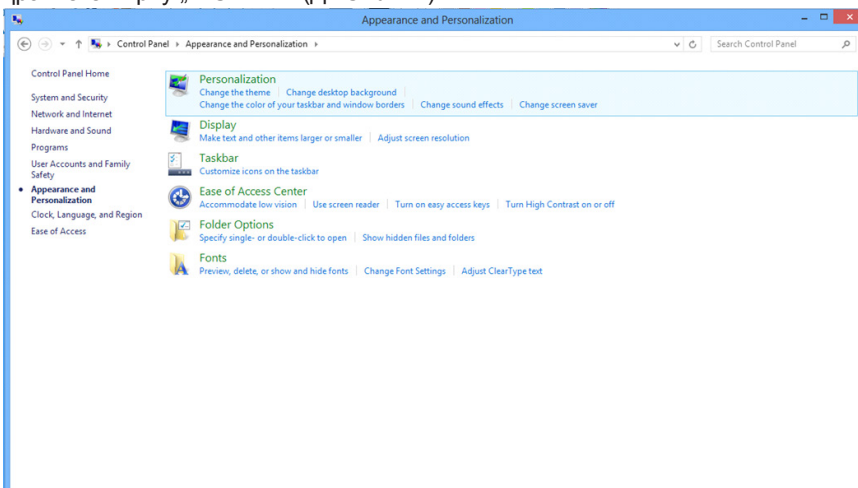 Appearance and Personalization
Control Panel ▸ Appearance and Personalization ▸
Search Control Panel
Control Panel Home
System and Security
Network and Internet
Hardware and Sound
Programs
User Accounts and Family
Safety
Appearance and
Personalization
Clock, Language, and Region
Ease of Access
Personalization
Change the theme | Change desktop background
Change the color of your taskbar and window borders | Change sound effects | Change screen saver
Display
Make text and other items larger or smaller | Adjust screen resolution
Taskbar
Customize icons on the taskbar
Ease of Access Center
Accommodate low vision | Use screen reader | Turn on easy access keys | Turn High Contrast on or off
Folder Options
Specify single- or double-click to open | Show hidden files and folders
Fonts
Preview, delete, or show and hide fonts | Change Font Settings | Adjust ClearType text